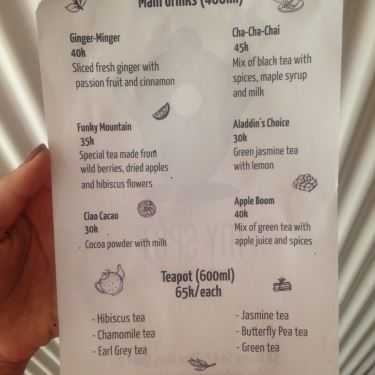 Main drinks (400ml)
Ginger-Minger
40k
Sliced fresh ginger with
passion fruit and cinnamon
Cha-Cha-Chai
45k
Mix of black tea with
spices, maple syrup
and milk
Funky Mountain
35k
Special tea made from
wild berries, dried apples
and hibiscus flowers
Aladdin's Choice
30k
Green jasmine tea
with lemon
Ciao Cacau
30k
Cocoa powder with milk
Apple Boom
40k
Mix of green tea with
apple juice and spices
Teapot (600ml)
65k/each
- Hibiscus tea
- Chamomile tea
- Earl Grey tea
- Jasmine tea
- Butterfly Pea tea
- Green tea